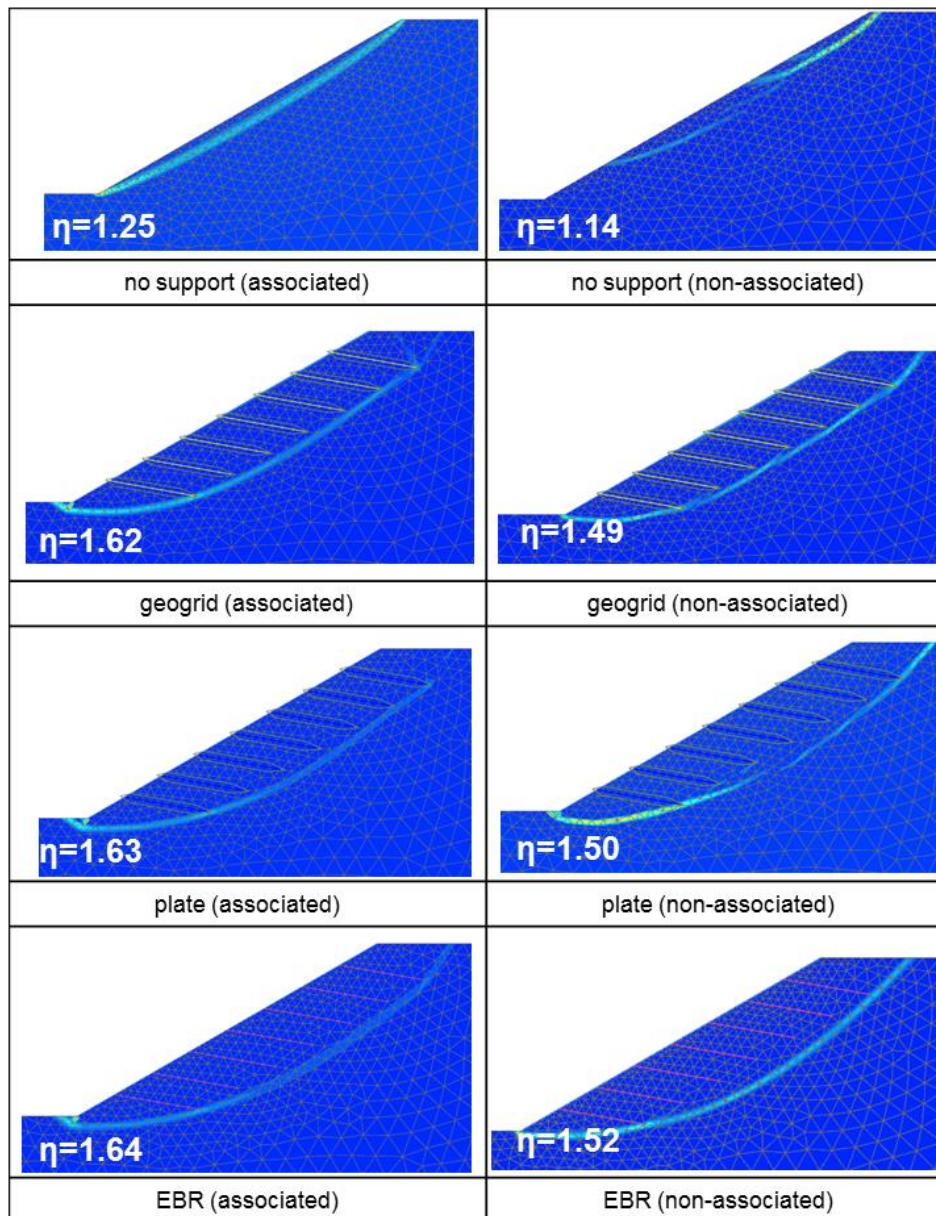 η=1.25
η=1.14
no support (associated)
no support (non-associated)
η=1.62
η=1.49
geogrid (associated)
geogrid (non-associated)
η=1.63
η=1.50
plate (associated)
plate (non-associated)
η=1.64
η=1.52
EBR (associated)
EBR (non-associated)